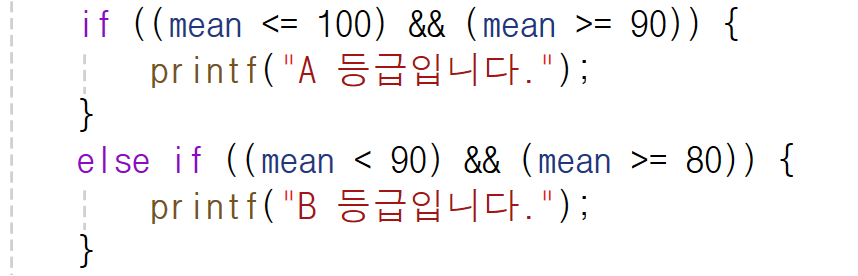 if ((mean <= 100) && (mean >= 90)) {
printf("A 등급입니다.");
}
else if ((mean < 90) && (mean >= 80)) {
printf("B 등급입니다.");
}